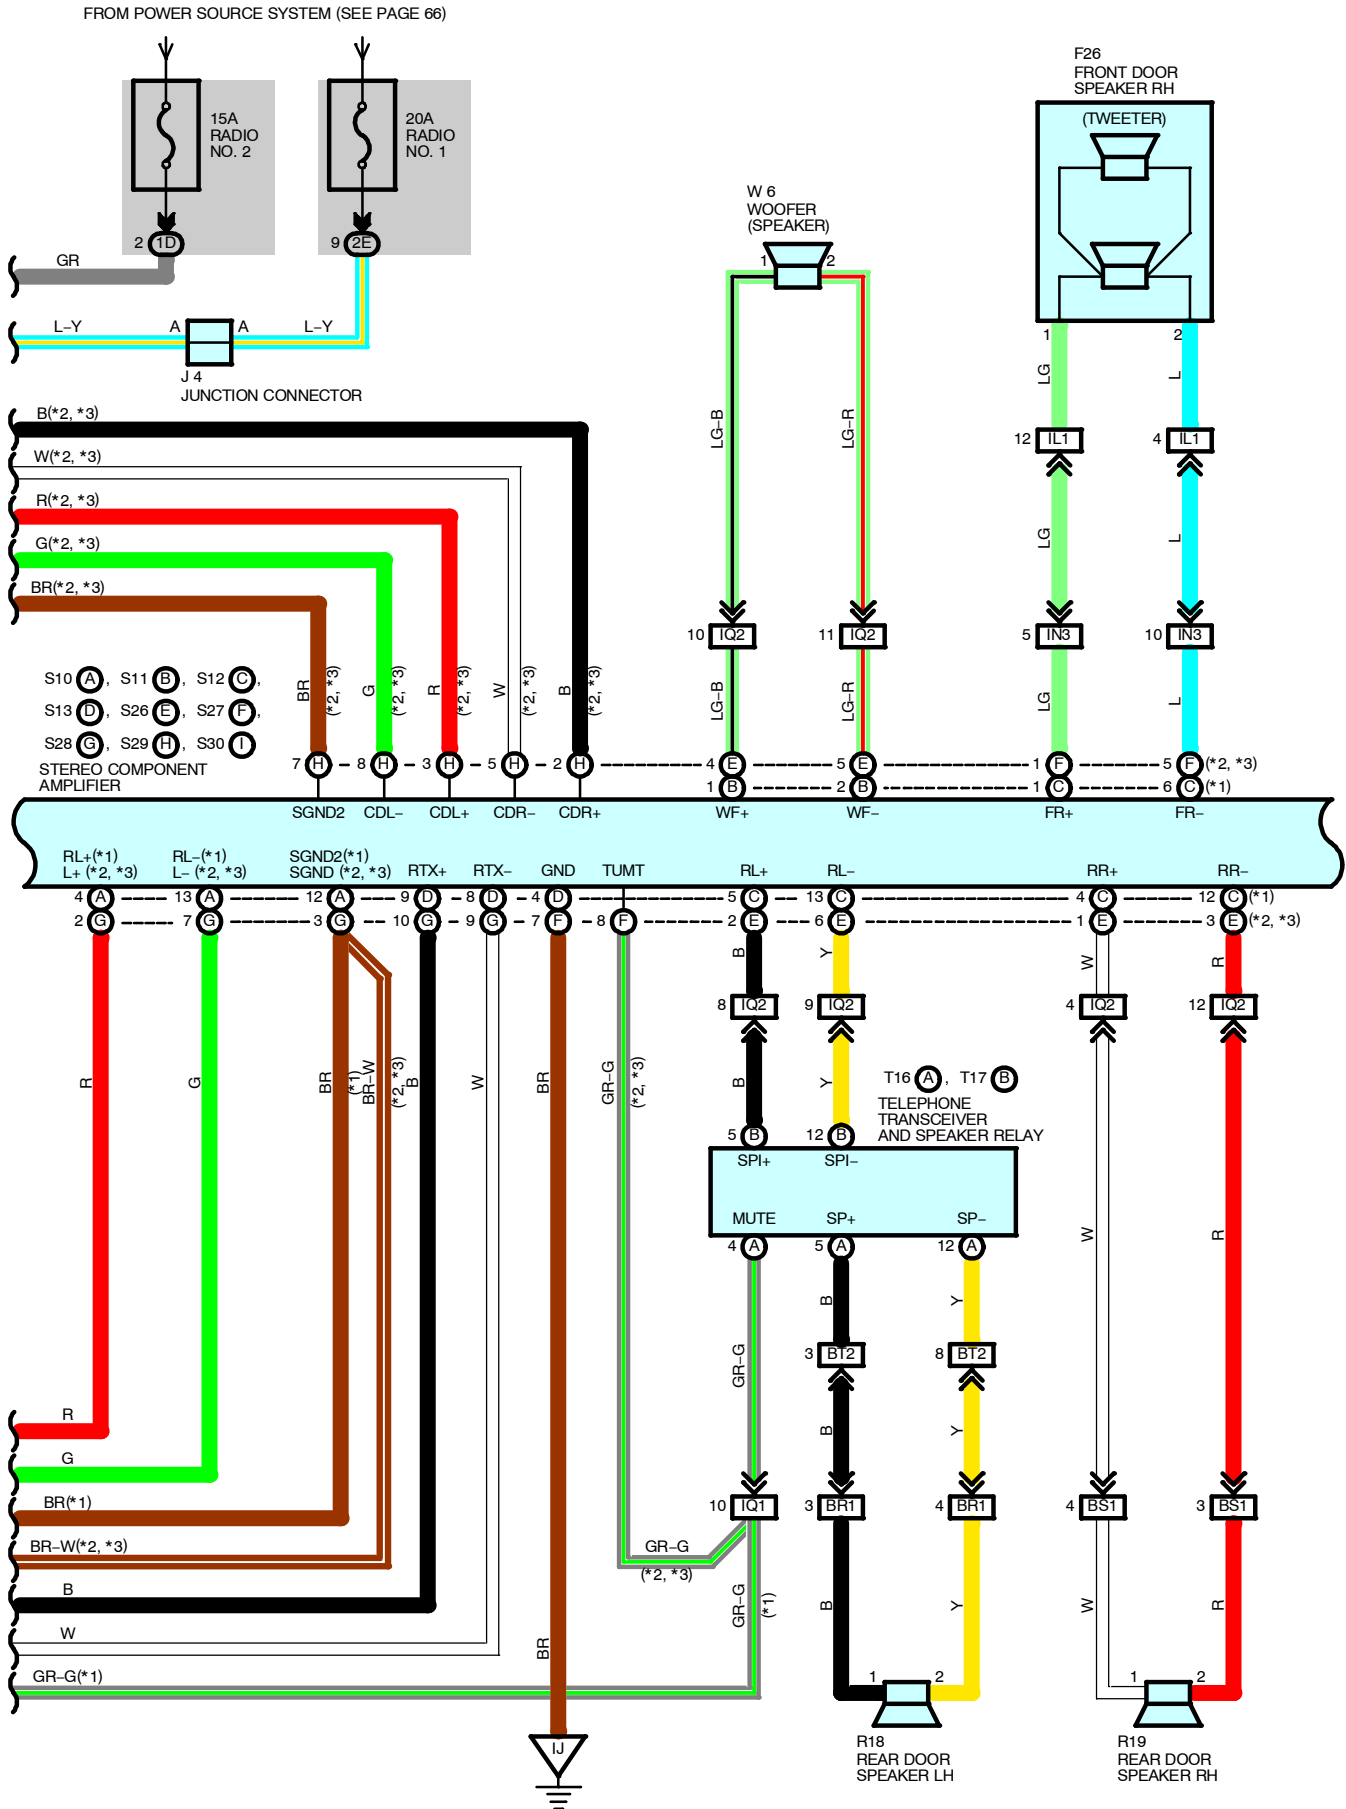 FROM POWER SOURCE SYSTEM (SEE PAGE 66)
15A
RADIO
NO. 2
20A
RADIO
NO. 1
2 1D
9 2E
GR
L–Y A A L–Y
J 4
JUNCTION CONNECTOR
W 6
WOOFER
(SPEAKER)
1 2
F26
FRONT DOOR
SPEAKER RH
(TWEETER)
1 2
LG L
12 IL1 4 IL1
LG L
5 IN3 10 IN3
LG L
LG–B LG–R
10 IQ2 11 IQ2
LG–B LG–R
B(*2, *3)
W(*2, *3)
R(*2, *3)
G(*2, *3)
BR(*2, *3)
BR (*2, *3) G (*2, *3) R (*2, *3) W (*2, *3) B (*2, *3)
S10 A, S11 B, S12 C,
S13 D, S26 E, S27 F,
S28 G, S29 H, S30 I
STEREO COMPONENT
AMPLIFIER
7 H 8 H 3 H 5 H 2 H 4 E 5 E 1 F 5 F (*2, *3)
1 B 2 B 1 C 6 C (*1)
SGND2 CDL– CDL+ CDR– CDR+ WF+ WF– FR+ FR–
RL+(*1) RL–(*1) SGND2(*1)
L+ (*2, *3) L– (*2, *3) SGND (*2, *3) RTX+ RTX– GND TUMT RL+ RL– RR+ RR–
4 A 13 A 12 A 9 D 8 D 4 D 5 C 13 C 4 C 12 C (*1)
2 G 7 G 3 G 10 G 9 G 7 F 8 F 2 E 6 E 1 E 3 E (*2, *3)
B Y W R
8 IQ2 9 IQ2 4 IQ2 12 IQ2
R G BR (*1) BR–W (*2, *3) B W BR GR–G (*2, *3) B Y
T16 A, T17 B
TELEPHONE
TRANSCEIVER
AND SPEAKER RELAY
5 B 12 B
SPI+ SPI–
MUTE SP+ SP–
4 A 5 A 12 A
B Y W R
3 BT2 8 BT2
GR–G B Y
10 IQ1 3 BR1 4 BR1 4 BS1 3 BS1
R
G
BR(*1)
BR–W(*2, *3)
B
W
GR–G(*1)
GR–G
(*2, *3)
GR–G (*1)
BR B Y W R
1 2
1 2
IJ
R18
REAR DOOR
SPEAKER LH
R19
REAR DOOR
SPEAKER RH